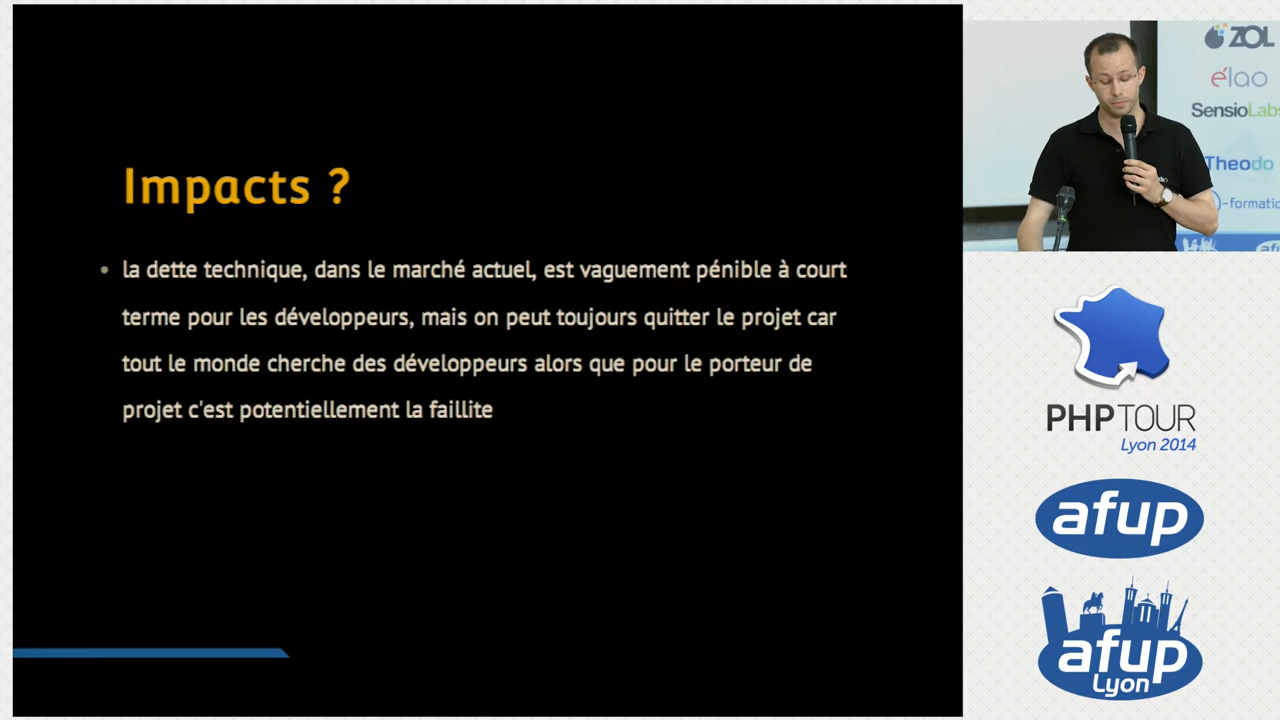 Impacts ?
la dette technique, dans le marché actuel, est vaguement pénible à court
terme pour les développeurs, mais on peut toujours quitter le projet car
tout le monde cherche des développeurs alors que pour le porteur de
projet c'est potentiellement la faillite
ZOL
élao
SensioLabs
Theodo
-formatio
PHPTOUR
Lyon 2014
afup
afup
Lyon